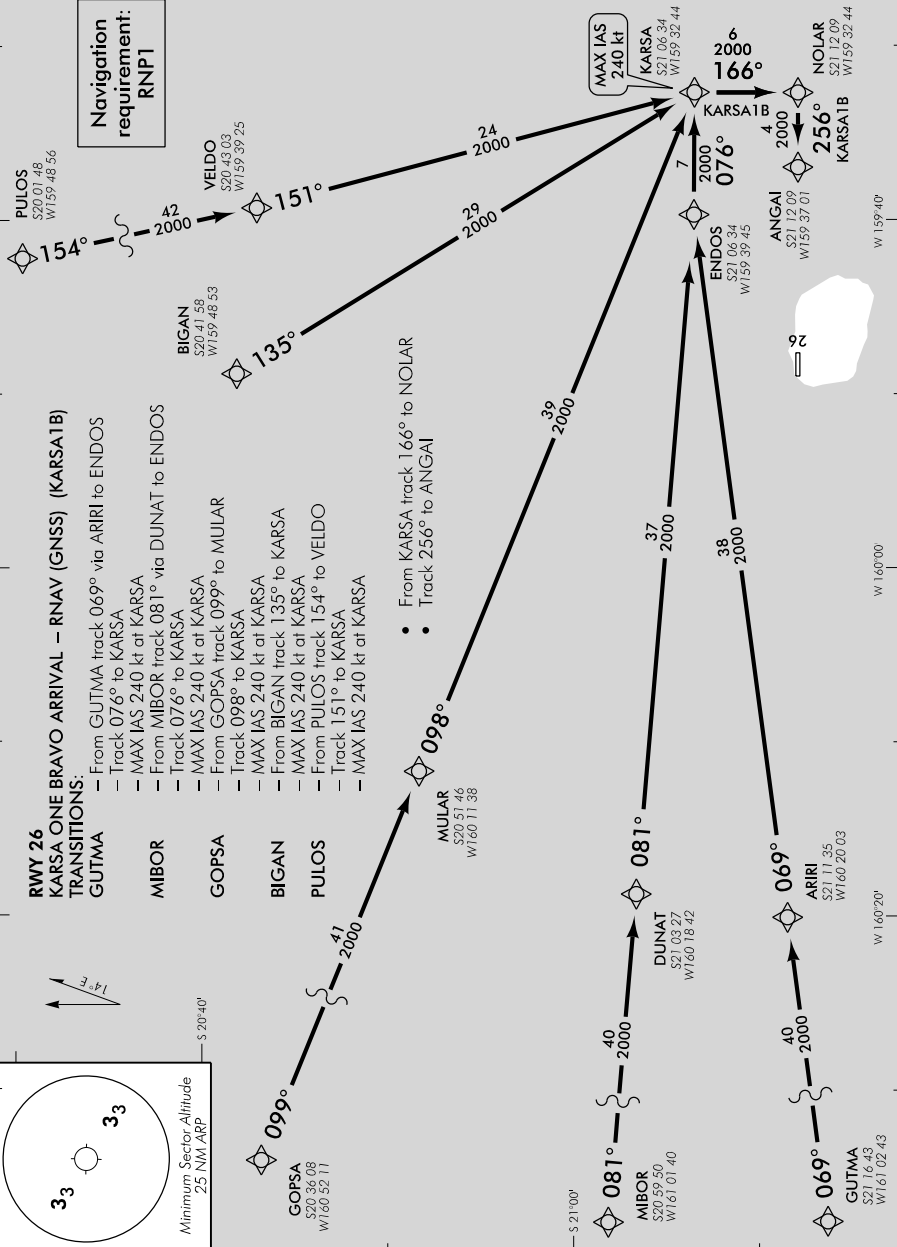 RWY 26
KARSA ONE BRAVO ARRIVAL – RNAV (GNSS) (KARSA1B)
TRANSITIONS:
GUTMA – From GUTMA track 069° via ARIRI to ENDOS
– Track 076° to KARSA
– MAX IAS 240 kt at KARSA
MIBOR – From MIBOR track 081° via DUNAT to ENDOS
– Track 076° to KARSA
– MAX IAS 240 kt at KARSA
GOPSA – From GOPSA track 099° to MULAR
– Track 098° to KARSA
– MAX IAS 240 kt at KARSA
BIGAN – From BIGAN track 135° to KARSA
– MAX IAS 240 kt at KARSA
PULOS – From PULOS track 154° to VELDO
– Track 151° to KARSA
– MAX IAS 240 kt at KARSA
• From KARSA track 166° to NOLAR
• Track 256° to ANGAI
Navigation
requirement:
RNP1
33
33
Minimum Sector Altitude
25 NM ARP
14°E
S 20°40'
S 21°00'
W 160°20'
W 160°00'
W 159°40'
PULOS
S20 01 48
W159 48 56
154°
42
2000
VELDO
S20 43 03
W159 39 25
151°
24
2000
BIGAN
S20 41 58
W159 48 53
135°
29
2000
MAX IAS
240 kt
KARSA
S21 06 34
W159 32 44
6
2000
166°
KARSA1B
NOLAR
S21 12 09
W159 32 44
4
2000
256°
KARSA1B
ANGAI
S21 12 09
W159 37 01
7
2000
076°
ENDOS
S21 06 34
W159 39 45
26
GOPSA
S20 36 08
W160 52 11
099°
41
2000
MULAR
S20 51 46
W160 11 38
098°
39
2000
MIBOR
S20 59 50
W161 01 40
081°
40
2000
DUNAT
S21 03 27
W160 18 42
081°
37
2000
GUTMA
S21 16 43
W161 02 43
069°
40
2000
ARIRI
S21 11 35
W160 20 03
069°
38
2000